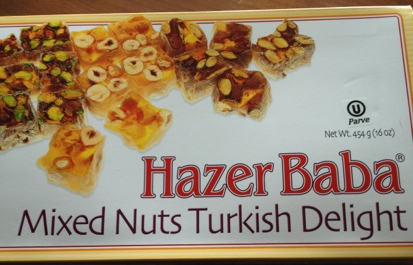 U
Parve
Net Wt. 454 g (16 oz)
Hazer Baba®
Mixed Nuts Turkish Delight